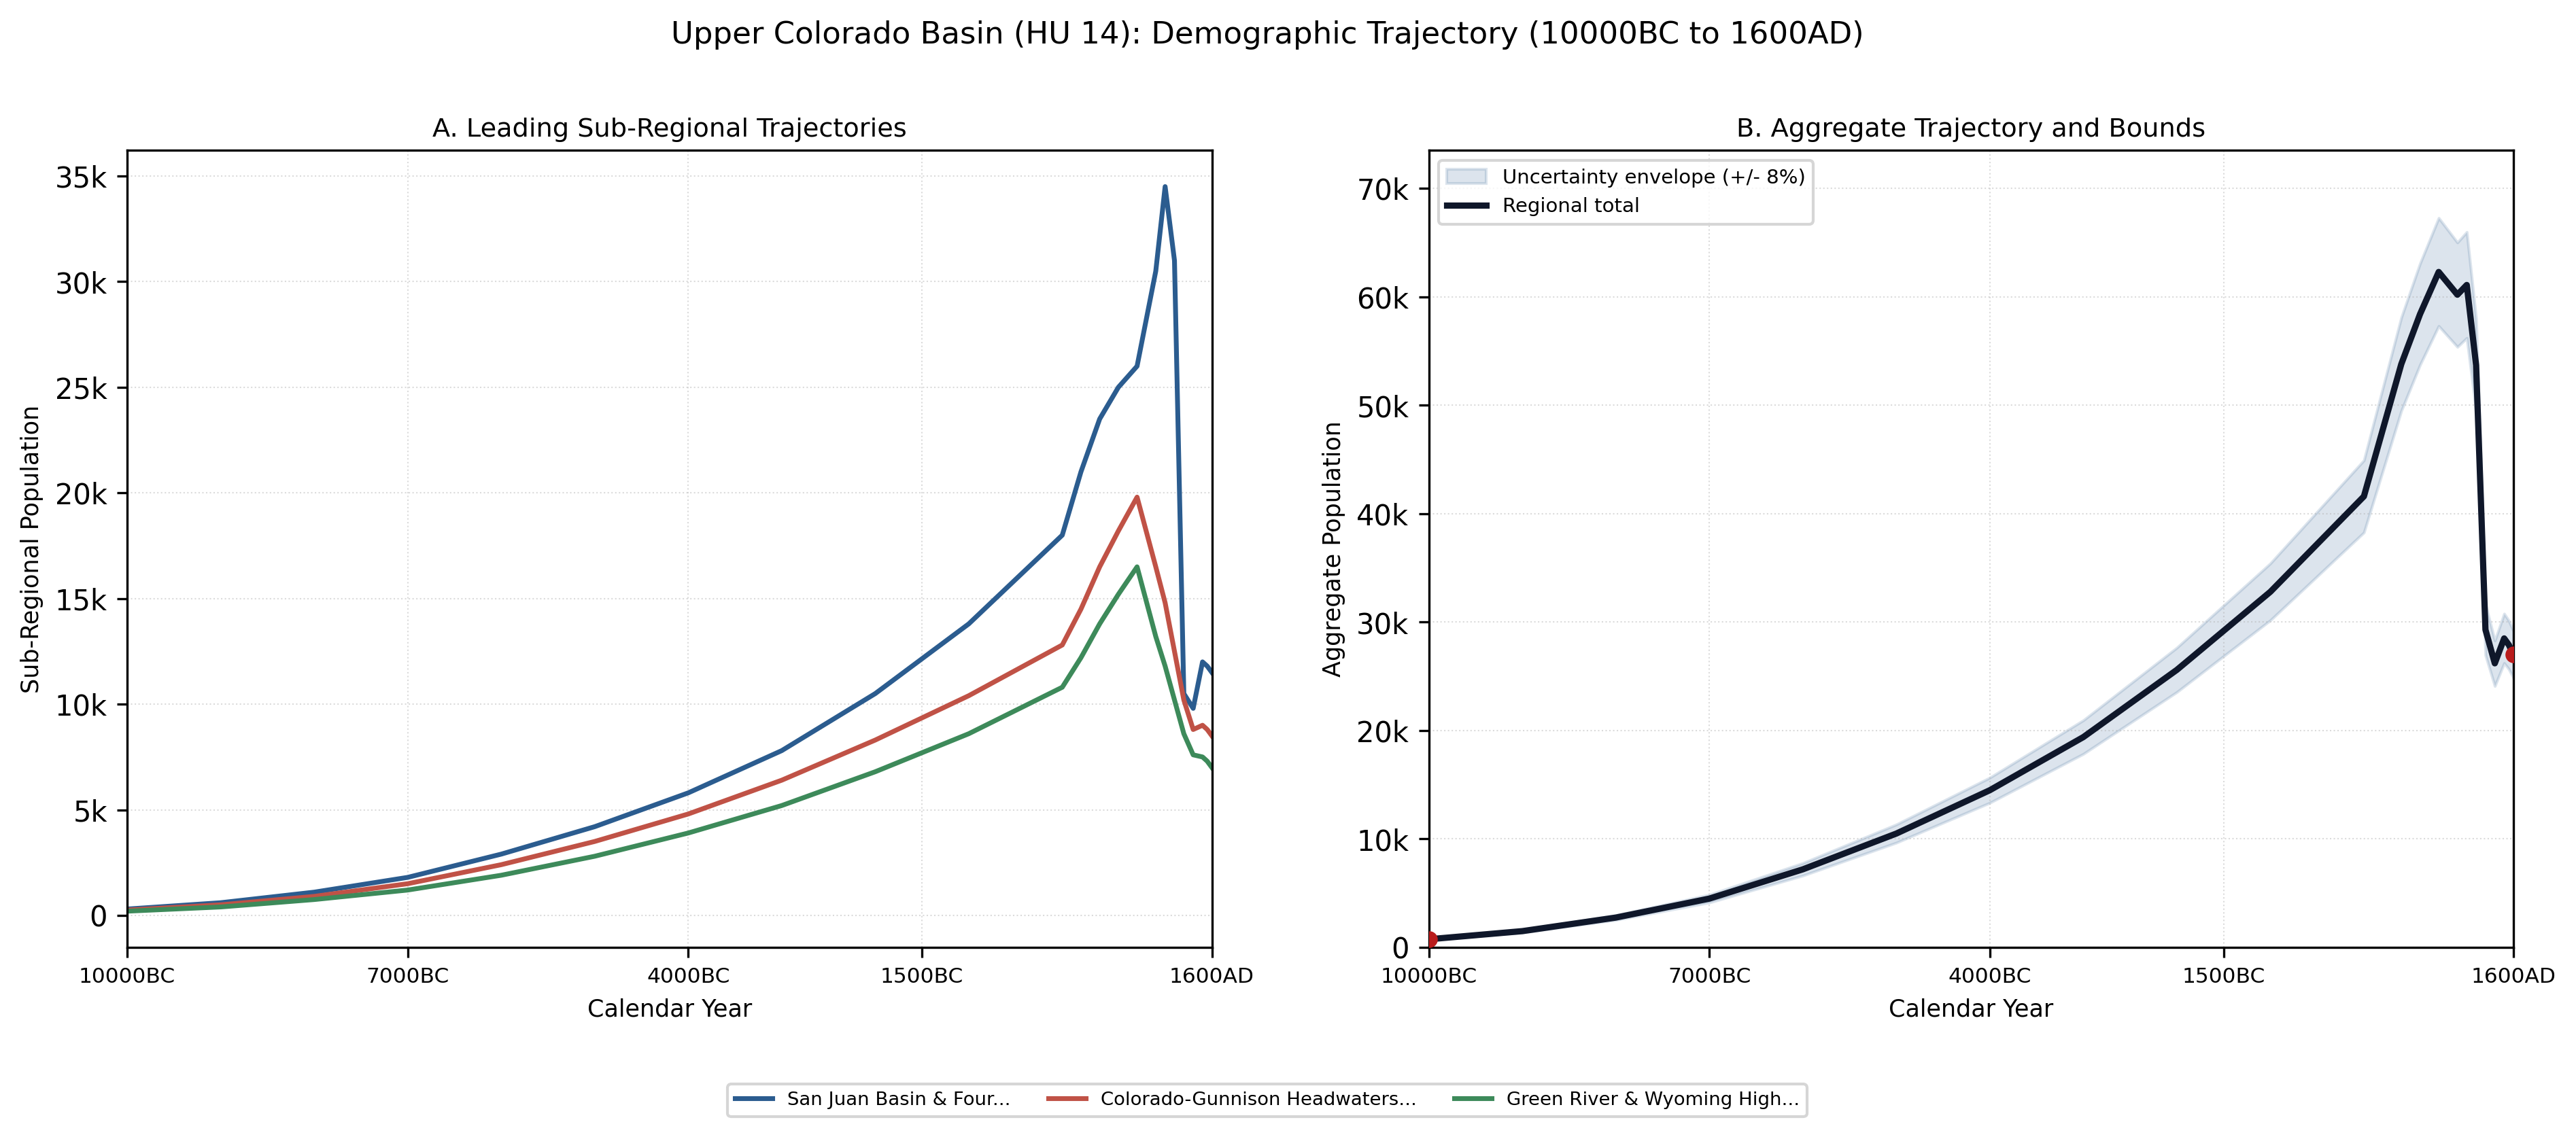 Upper Colorado Basin (HU 14): Demographic Trajectory (10000BC to 1600AD)
A. Leading Sub-Regional Trajectories
35k
30k
25k
20k
15k
10k
5k
0
Sub-Regional Population
10000BC
7000BC
4000BC
1500BC
1600AD
Calendar Year
B. Aggregate Trajectory and Bounds
Uncertainty envelope (+/- 8%)
Regional total
70k
60k
50k
40k
30k
20k
10k
0
Aggregate Population
10000BC
7000BC
4000BC
1500BC
1600AD
Calendar Year
San Juan Basin & Four...
Colorado-Gunnison Headwaters...
Green River & Wyoming High...